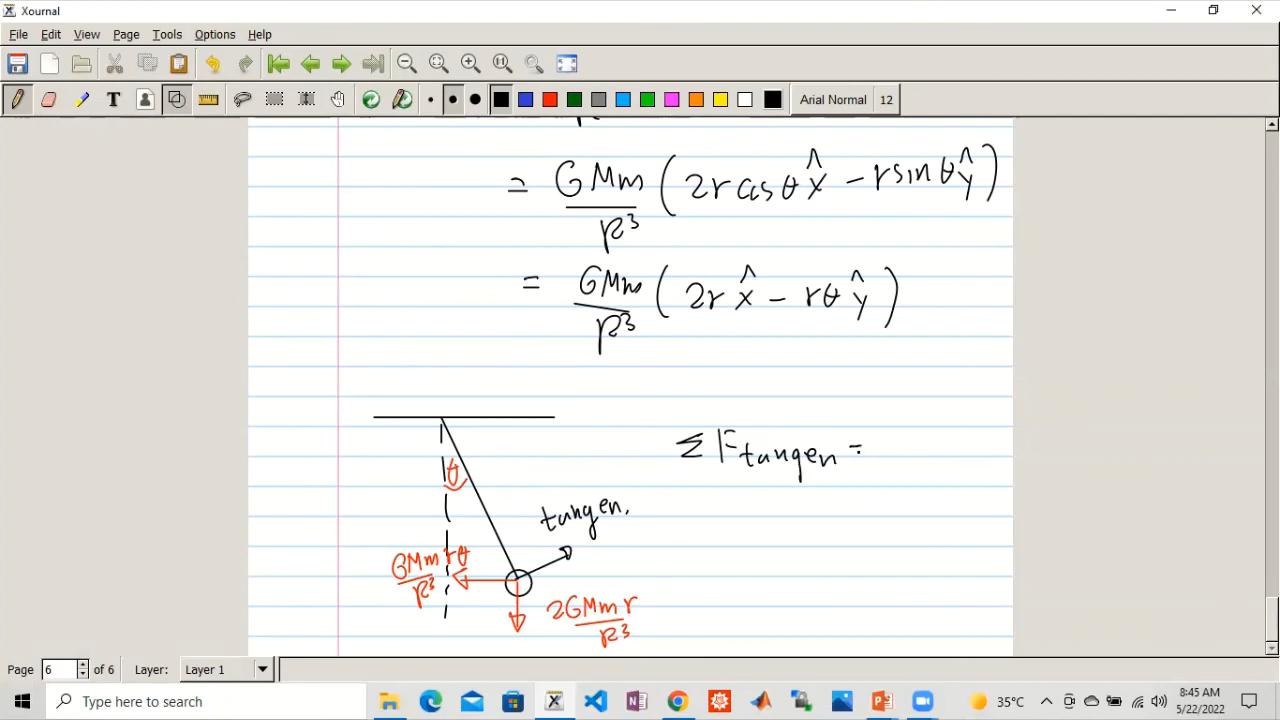 Xournal
File Edit View Page Tools Options Help
Arial Normal 12
= GMm/R³ (2r cos θ x̂ − r sin θ ŷ)
= GMm/R³ (2r x̂ − rθ ŷ)
Σ Ftangen =
θ
tangen.
GMm/R³ rθ
2GMm r/R³
Page 6 of 6 Layer: Layer 1
Type here to search
35°C
8:45 AM
5/22/2022